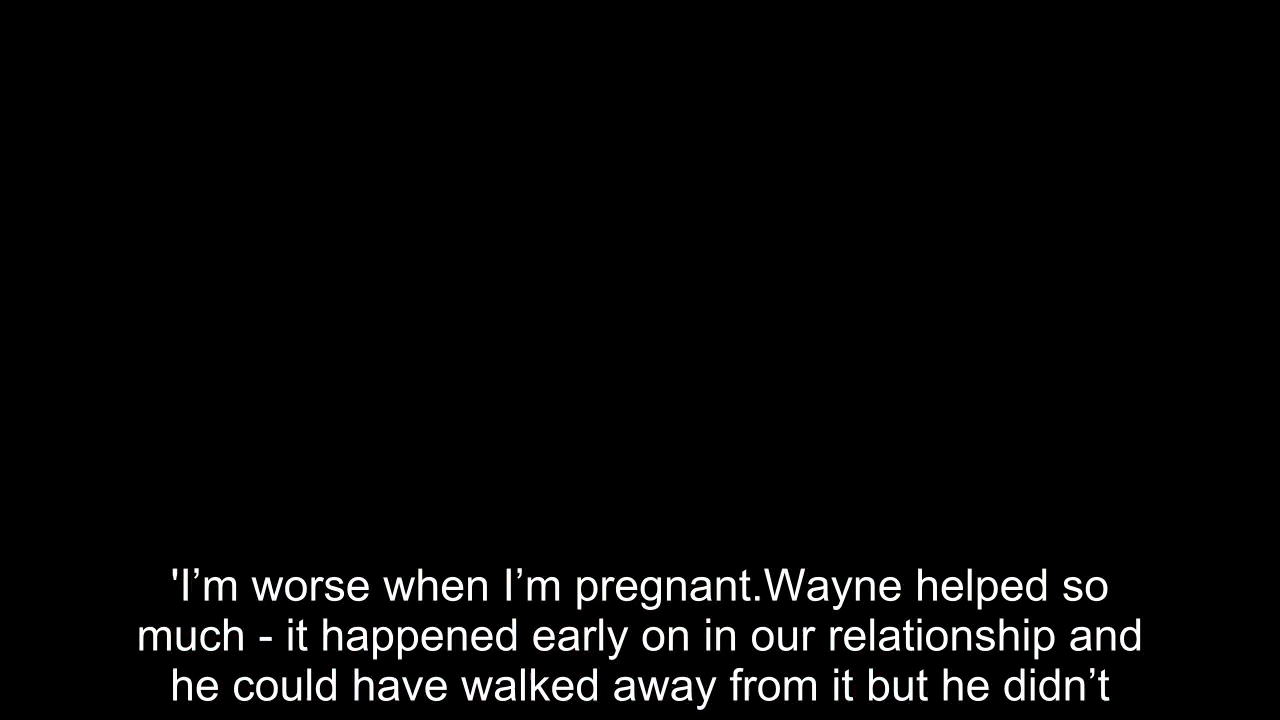 'I’m worse when I’m pregnant.Wayne helped so
much - it happened early on in our relationship and
he could have walked away from it but he didn’t